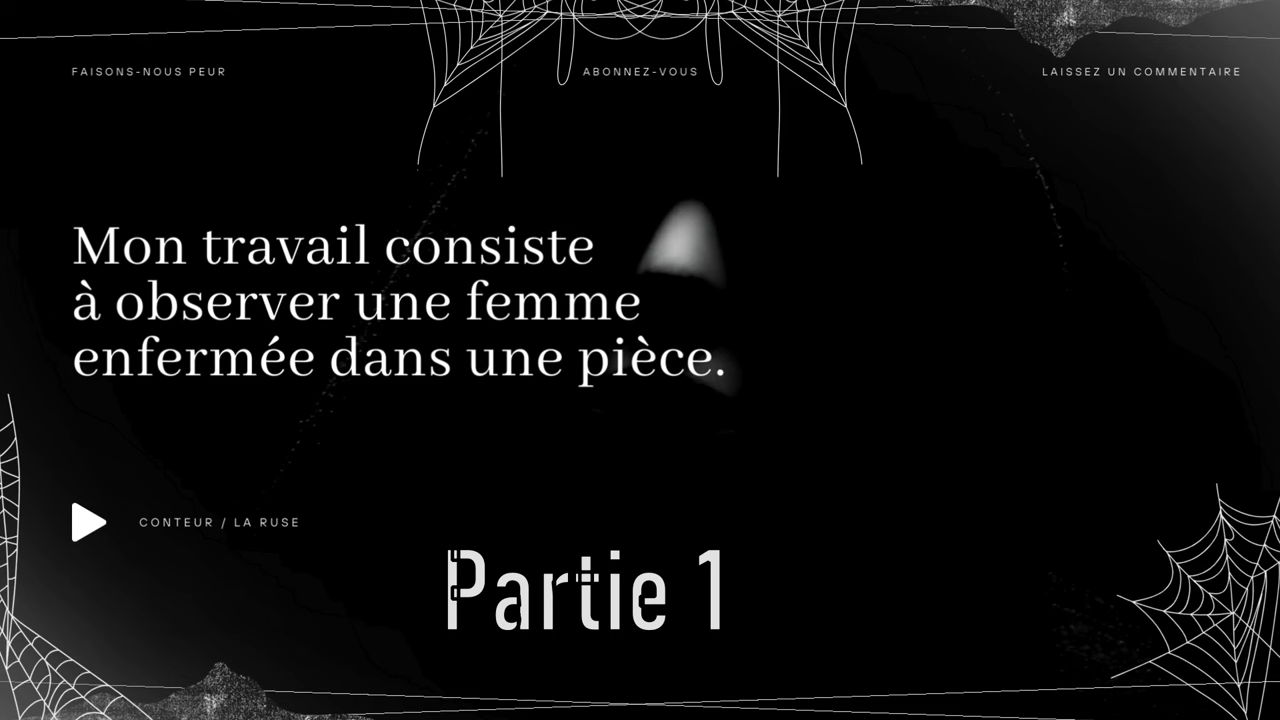 FAISONS-NOUS PEUR
ABONNEZ-VOUS
LAISSEZ UN COMMENTAIRE
Mon travail consiste
à observer une femme
enfermée dans une pièce.
CONTEUR / LA RUSE
Partie 1